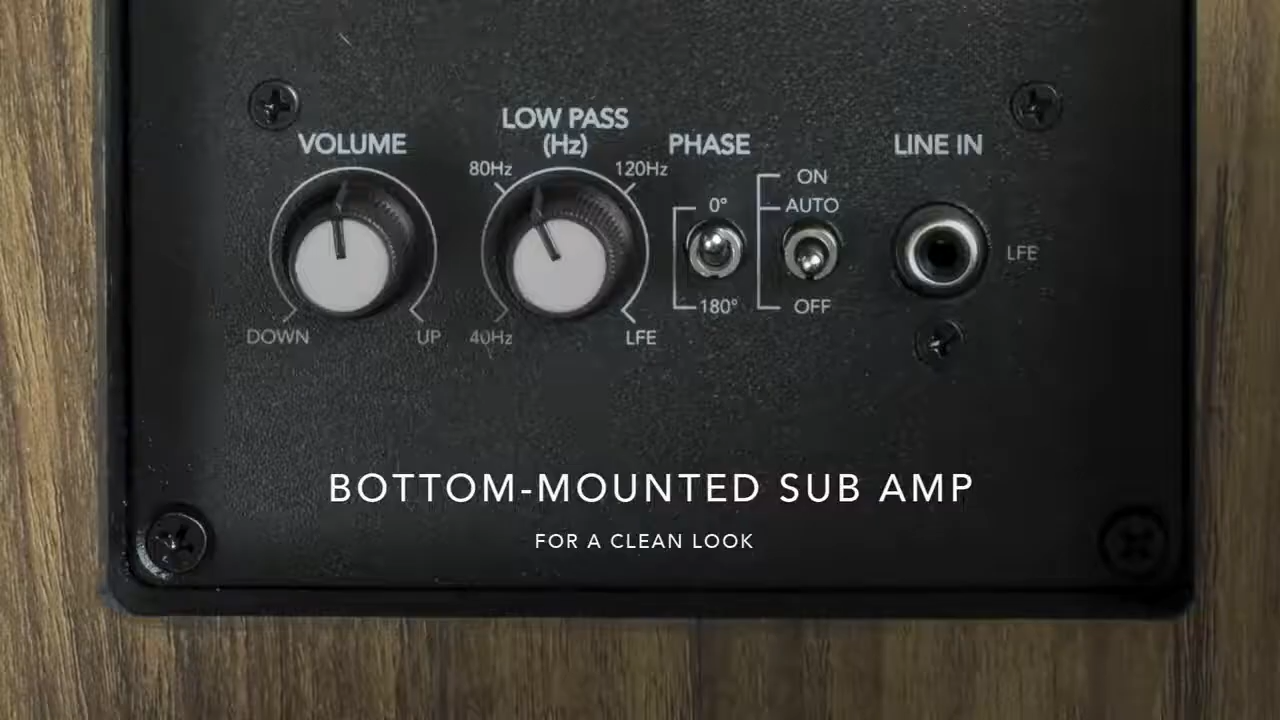 VOLUME
LOW PASS
(Hz)
PHASE
LINE IN
80Hz
120Hz
ON
0°
AUTO
LFE
180°
OFF
DOWN
UP
40Hz
LFE
BOTTOM-MOUNTED SUB AMP
FOR A CLEAN LOOK